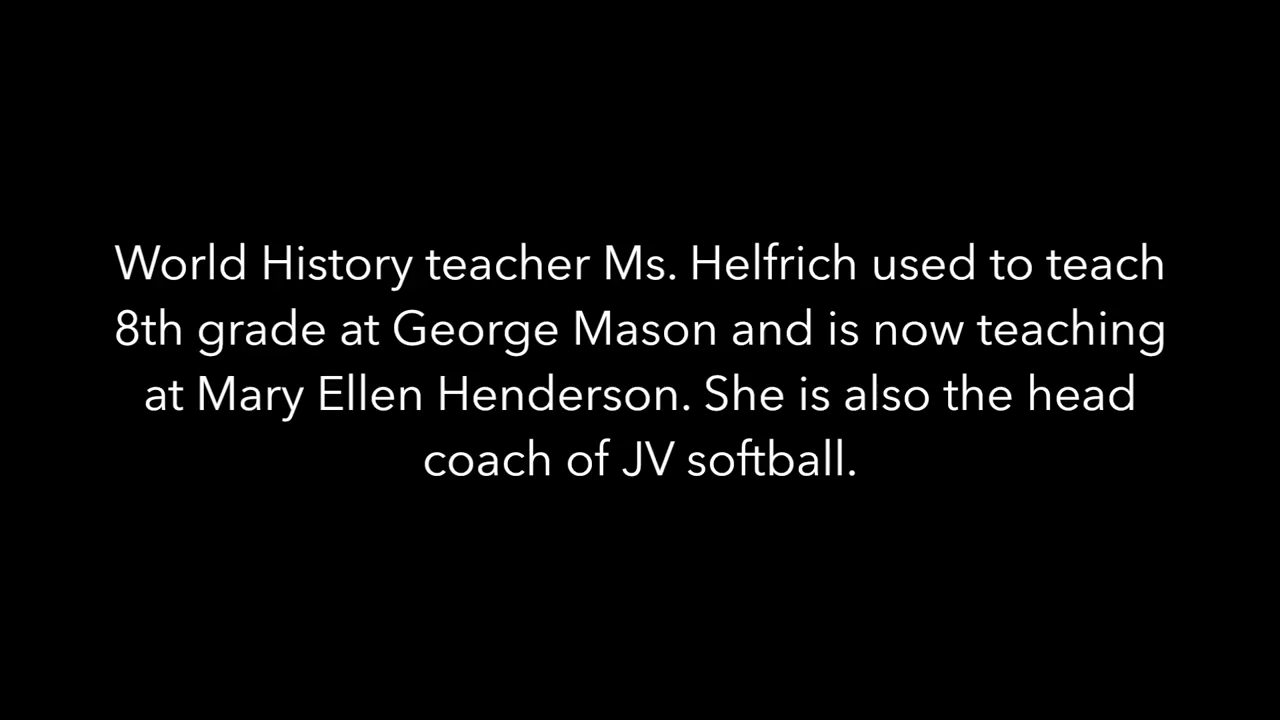 World History teacher Ms. Helfrich used to teach
8th grade at George Mason and is now teaching
at Mary Ellen Henderson. She is also the head
coach of JV softball.